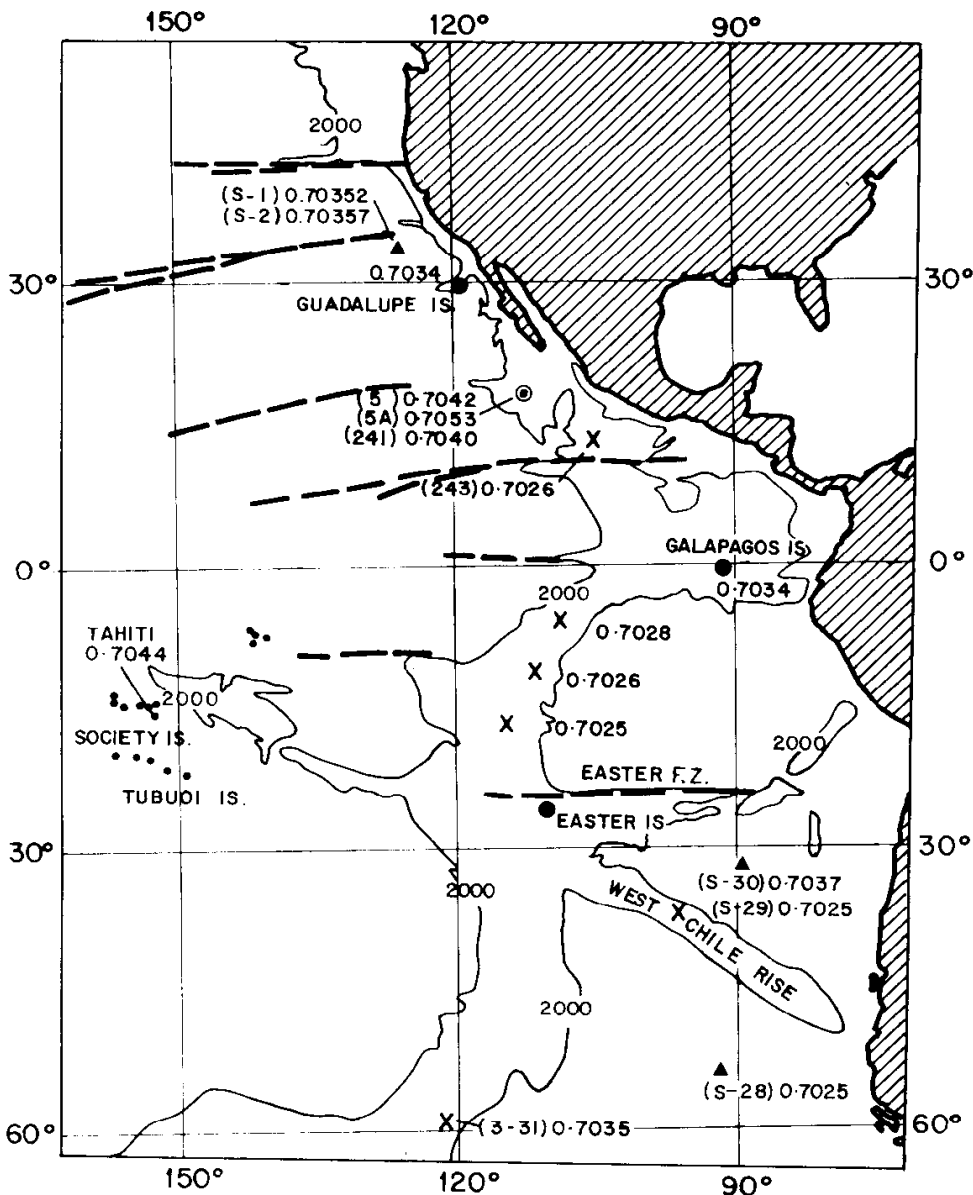 150° 120° 90°
2000
(S-1) 0.70352
(S-2) 0.70357
30° 0.7034 30°
GUADALUPE IS.
(5) 0.7042
(5A) 0.7053
(241) 0.7040
(243) 0.7026
GALAPAGOS IS.
0° 0°
2000 0.7034
TAHITI 0.7028
0.7044
2000 0.7026
SOCIETY IS. 0.7025
2000
TUBUOI IS. EASTER F.Z.
EASTER IS
30° 30°
2000 (S-30) 0.7037
(S-29) 0.7025
WEST CHILE RISE
2000
(S-28) 0.7025
60° (3-31) 0.7035 60°
150° 120° 90°